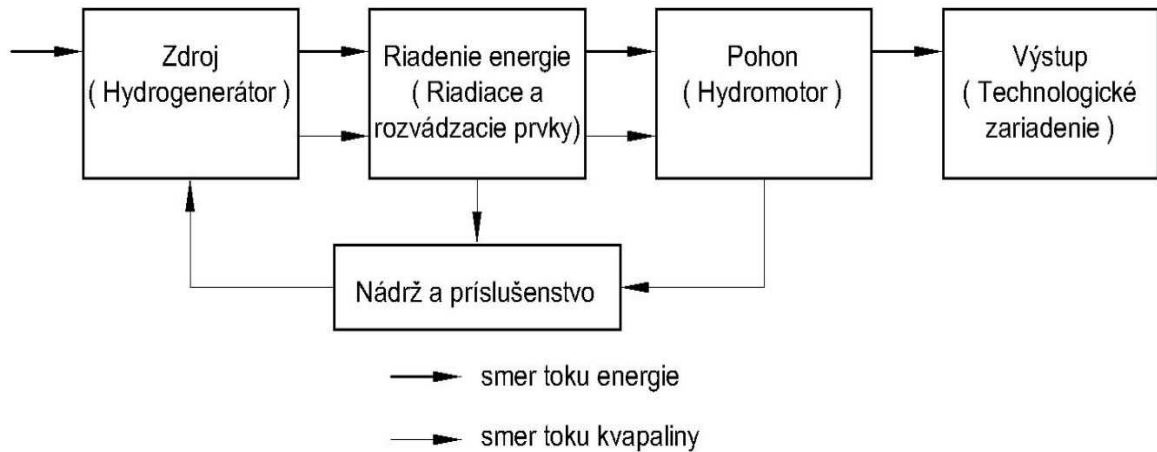 Zdroj
( Hydrogenerátor )
Riadenie energie
( Riadiace a
rozvádzacie prvky)
Pohon
( Hydromotor )
Výstup
( Technologické
zariadenie )
Nádrž a príslušenstvo
smer toku energie
smer toku kvapaliny